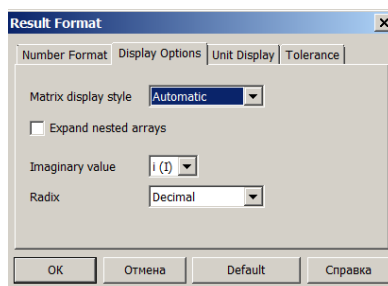 Result Format
Number Format Display Options Unit Display Tolerance
Matrix display style Automatic
Expand nested arrays
Imaginary value i (I)
Radix Decimal
OK Отмена Default Справка